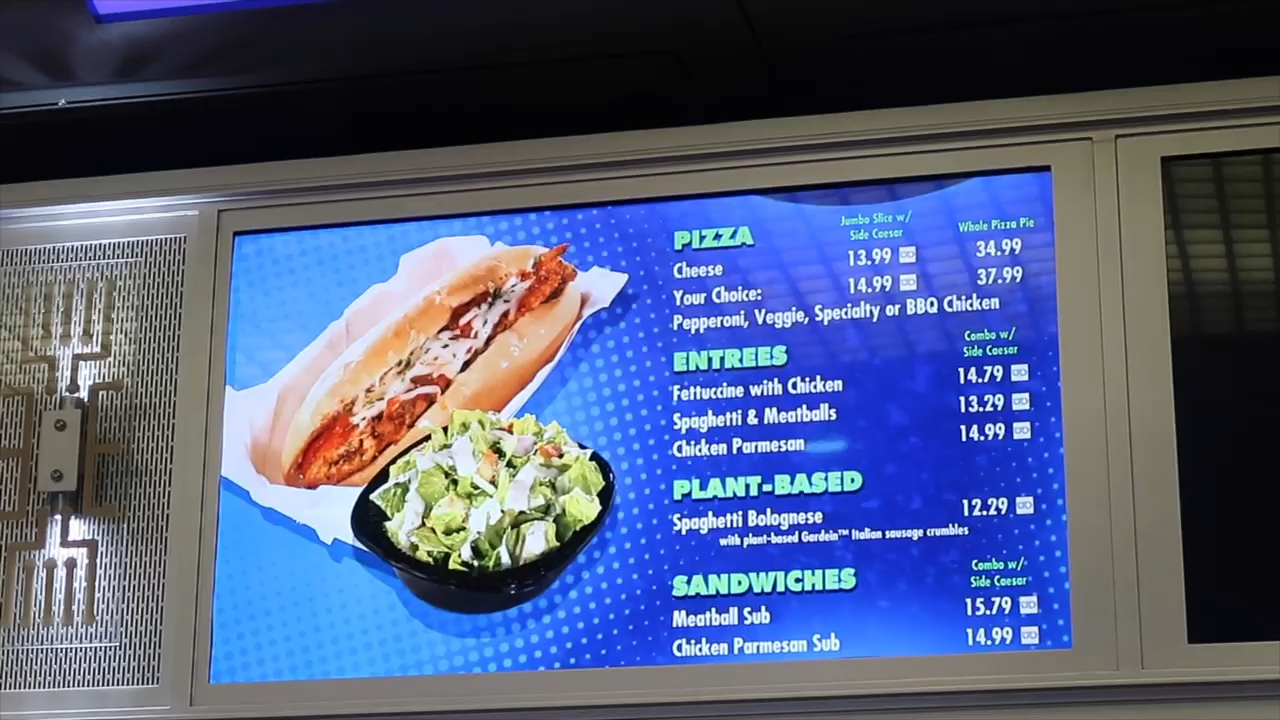 PIZZA
Jumbo Slice w/
Side Caesar
Whole Pizza Pie
Cheese 13.99 34.99
Your Choice: 14.99 37.99
Pepperoni, Veggie, Specialty or BBQ Chicken
ENTREES
Combo w/
Side Caesar
Fettuccine with Chicken 14.79
Spaghetti & Meatballs 13.29
Chicken Parmesan 14.99
PLANT-BASED
Spaghetti Bolognese 12.29
with plant-based Gardein™ Italian sausage crumbles
SANDWICHES
Combo w/
Side Caesar
Meatball Sub 15.79
Chicken Parmesan Sub 14.99